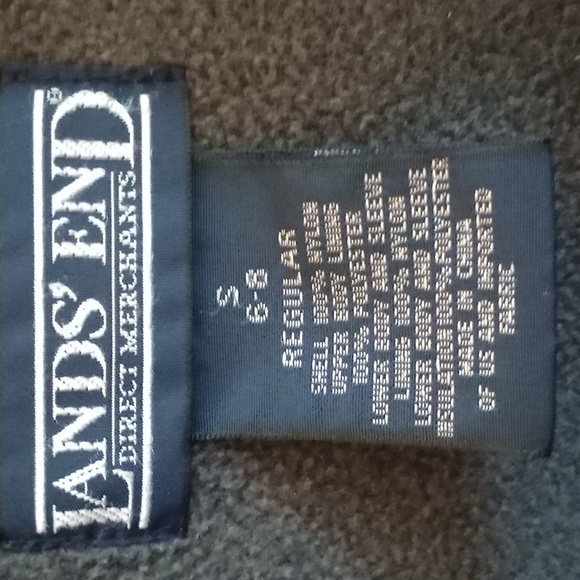 LANDS' END®
DIRECT MERCHANTS
S
6-8
REGULAR
SHELL 100% NYLON
UPPER BODY LINING
100% POLYESTER
LOWER BODY AND SLEEVE
LINING 100% NYLON
LOWER BODY AND SLEEVE
INSULATION 100% POLYESTER
MADE IN CHINA
OF US AND IMPORTED
FABRIC